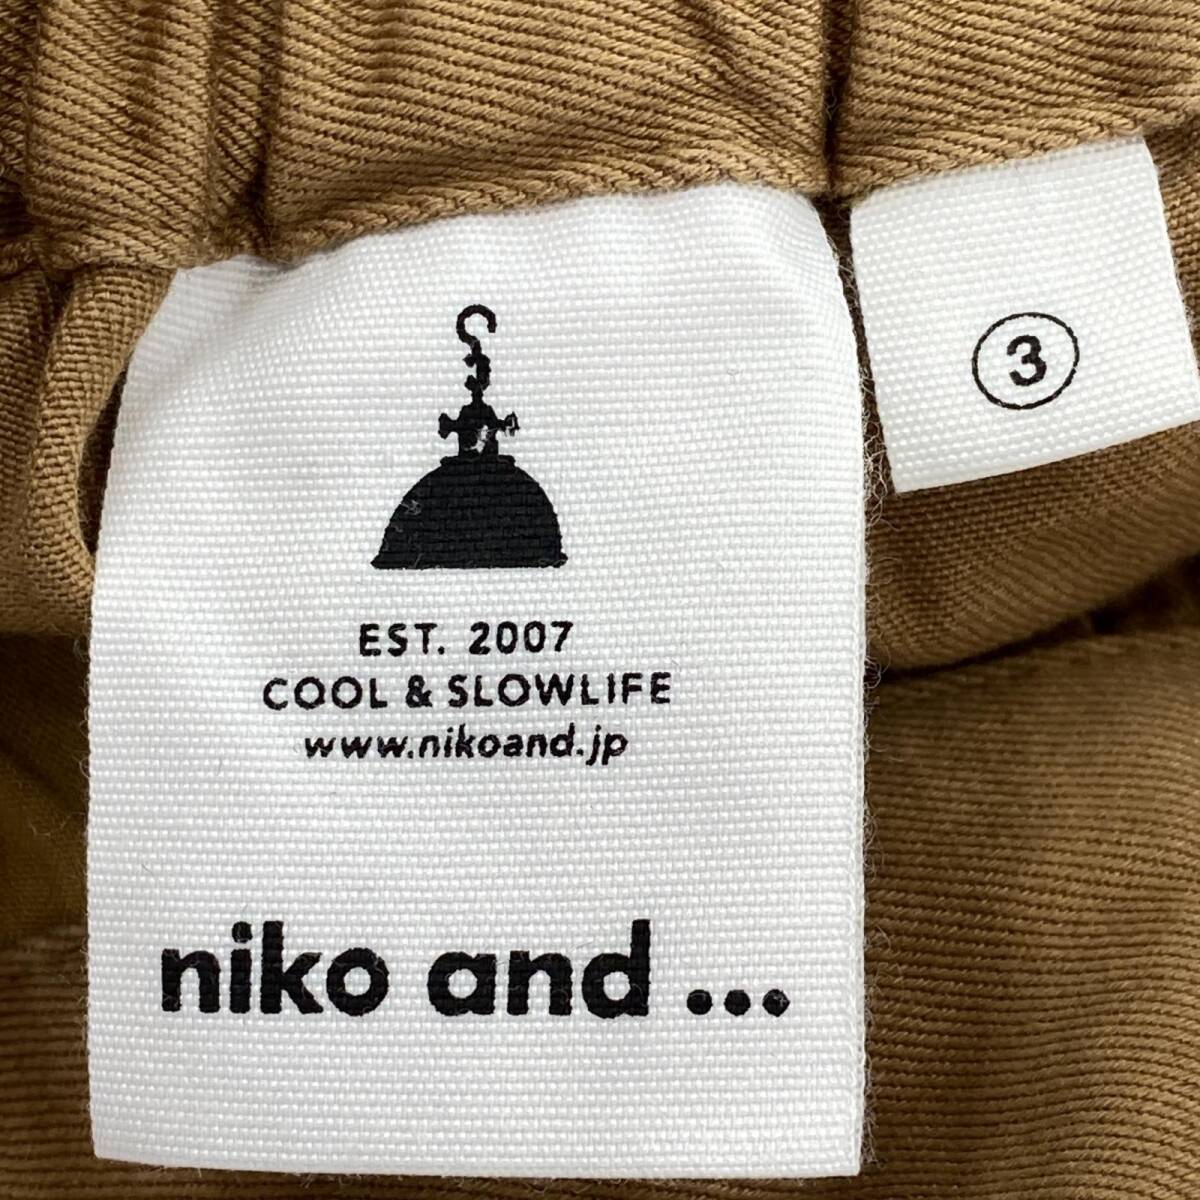 ③
EST. 2007
COOL & SLOWLIFE
www.nikoand.jp
niko and ...